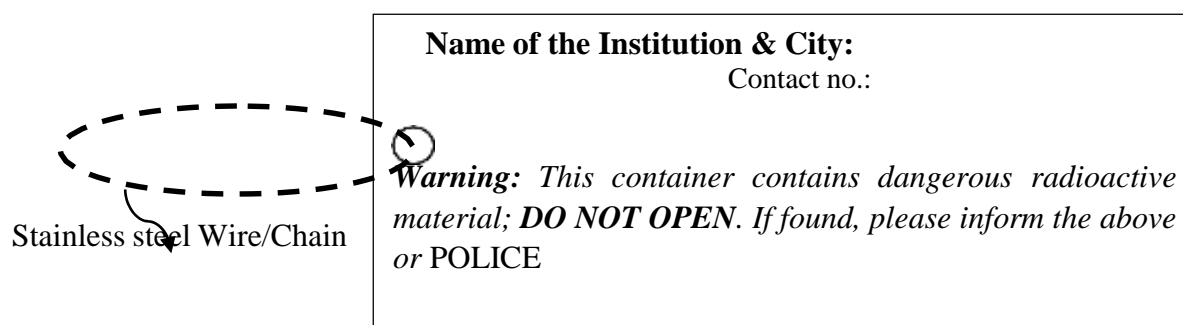 Name of the Institution & City:
Contact no.:
Warning: This container contains dangerous radioactive
material; DO NOT OPEN. If found, please inform the above
or POLICE
Stainless steel Wire/Chain